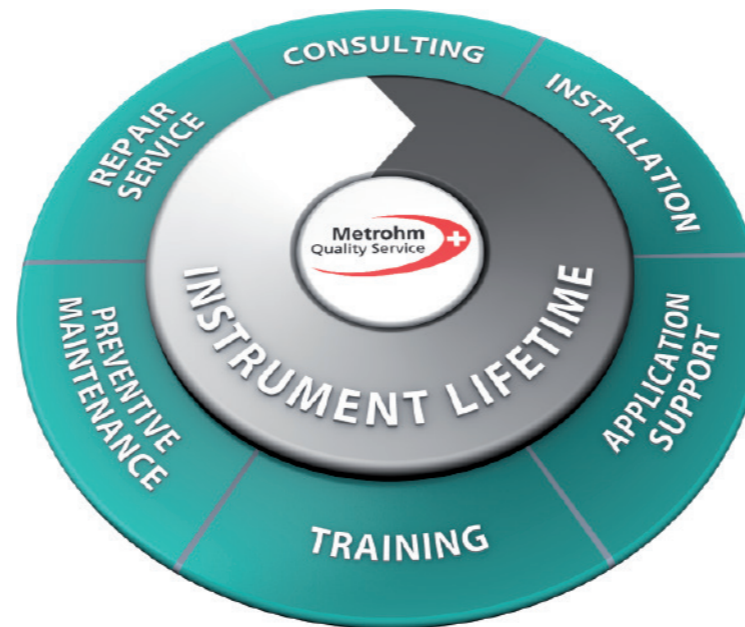 CONSULTING
INSTALLATION
APPLICATION
SUPPORT
TRAINING
PREVENTIVE
MAINTENANCE
REPAIR
SERVICE
INSTRUMENT LIFETIME
Metrohm
Quality Service